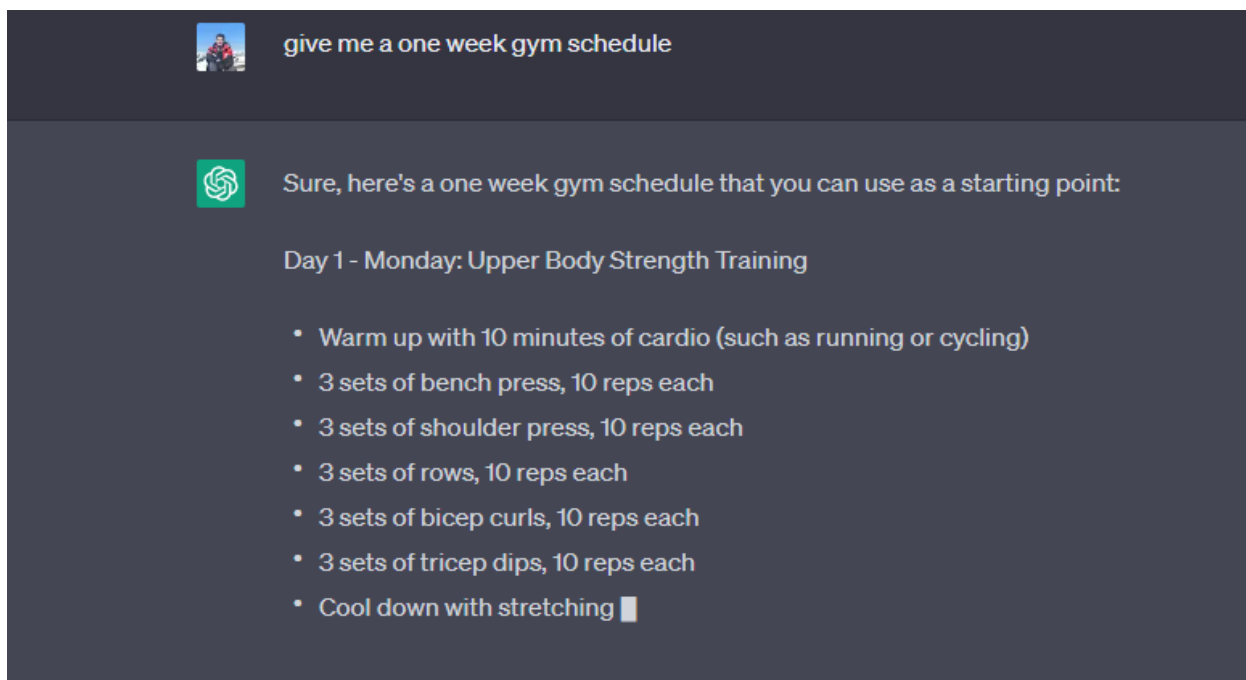 give me a one week gym schedule
Sure, here's a one week gym schedule that you can use as a starting point:
Day 1 - Monday: Upper Body Strength Training
• Warm up with 10 minutes of cardio (such as running or cycling)
• 3 sets of bench press, 10 reps each
• 3 sets of shoulder press, 10 reps each
• 3 sets of rows, 10 reps each
• 3 sets of bicep curls, 10 reps each
• 3 sets of tricep dips, 10 reps each
• Cool down with stretching